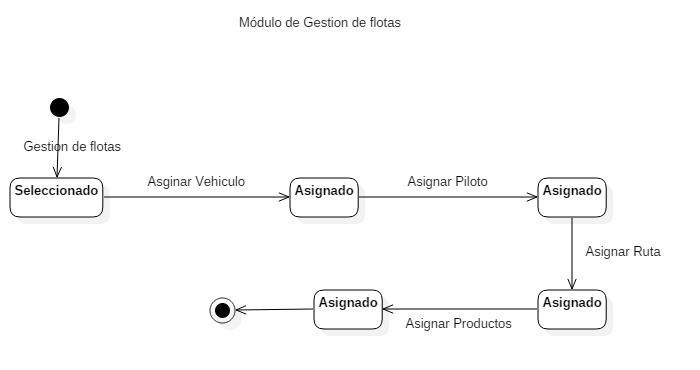 Módulo de Gestion de flotas
Gestion de flotas
Seleccionado
Asginar Vehiculo
Asignado
Asignar Piloto
Asignado
Asignar Ruta
Asignado
Asignar Productos
Asignado